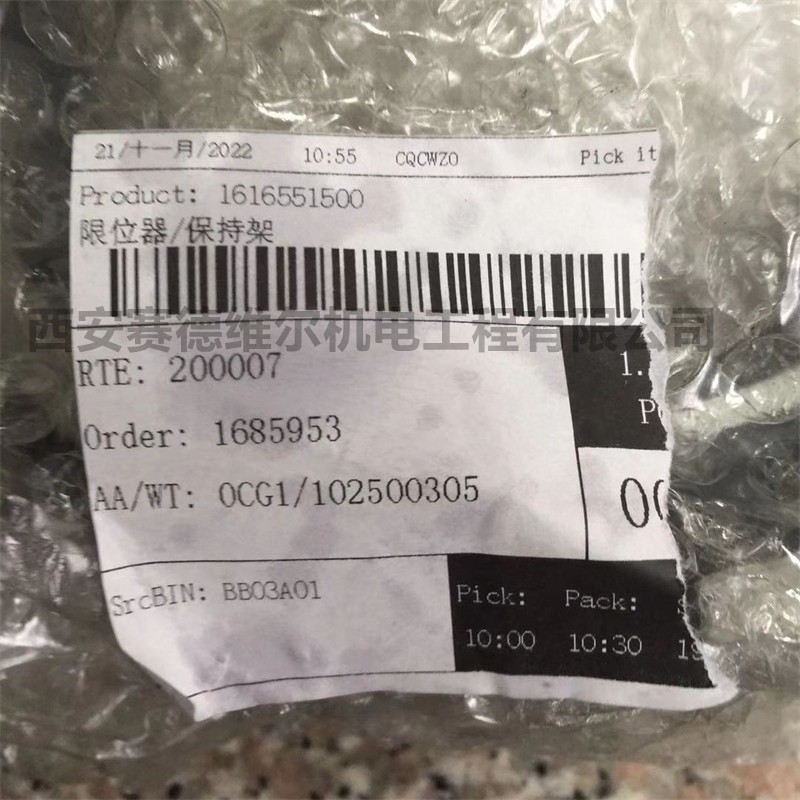 21/十一月/2022 10:55 CQCWZO Pick it
Product: 1616551500
限位器/保持架
西安赛德维尔机电工程有限公司
RTE: 200007
1.
Order: 1685953
AA/WT: OCG1/102500305
SrcBIN: BB03A01
Pick: Pack:
10:00 10:30